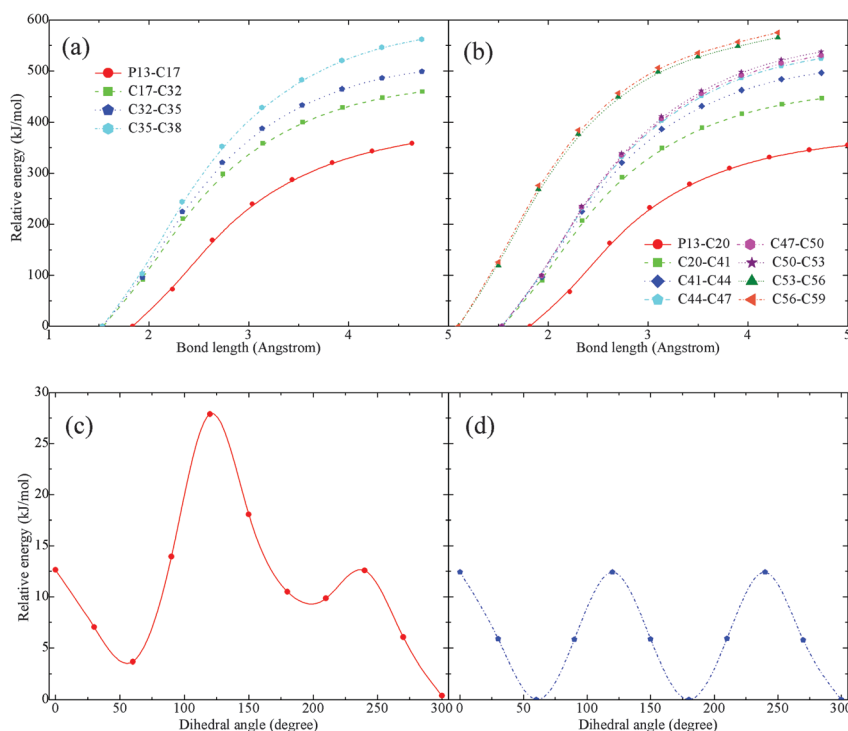 600
500
400
300
200
100
0
Relative energy (kJ/mol)
(a)
P13-C17
C17-C32
C32-C35
C35-C38
1
2
3
4
Bond length (Angstrom)
(b)
P13-C20
C20-C41
C41-C44
C44-C47
C47-C50
C50-C53
C53-C56
C56-C59
5
2
3
4
5
Bond length (Angstrom)
30
25
20
15
10
5
0
Relative energy (kJ/mol)
(c)
0
50
100
150
200
250
300
Dihedral angle (degree)
(d)
0
50
100
150
200
250
300
Dihedral angle (degree)